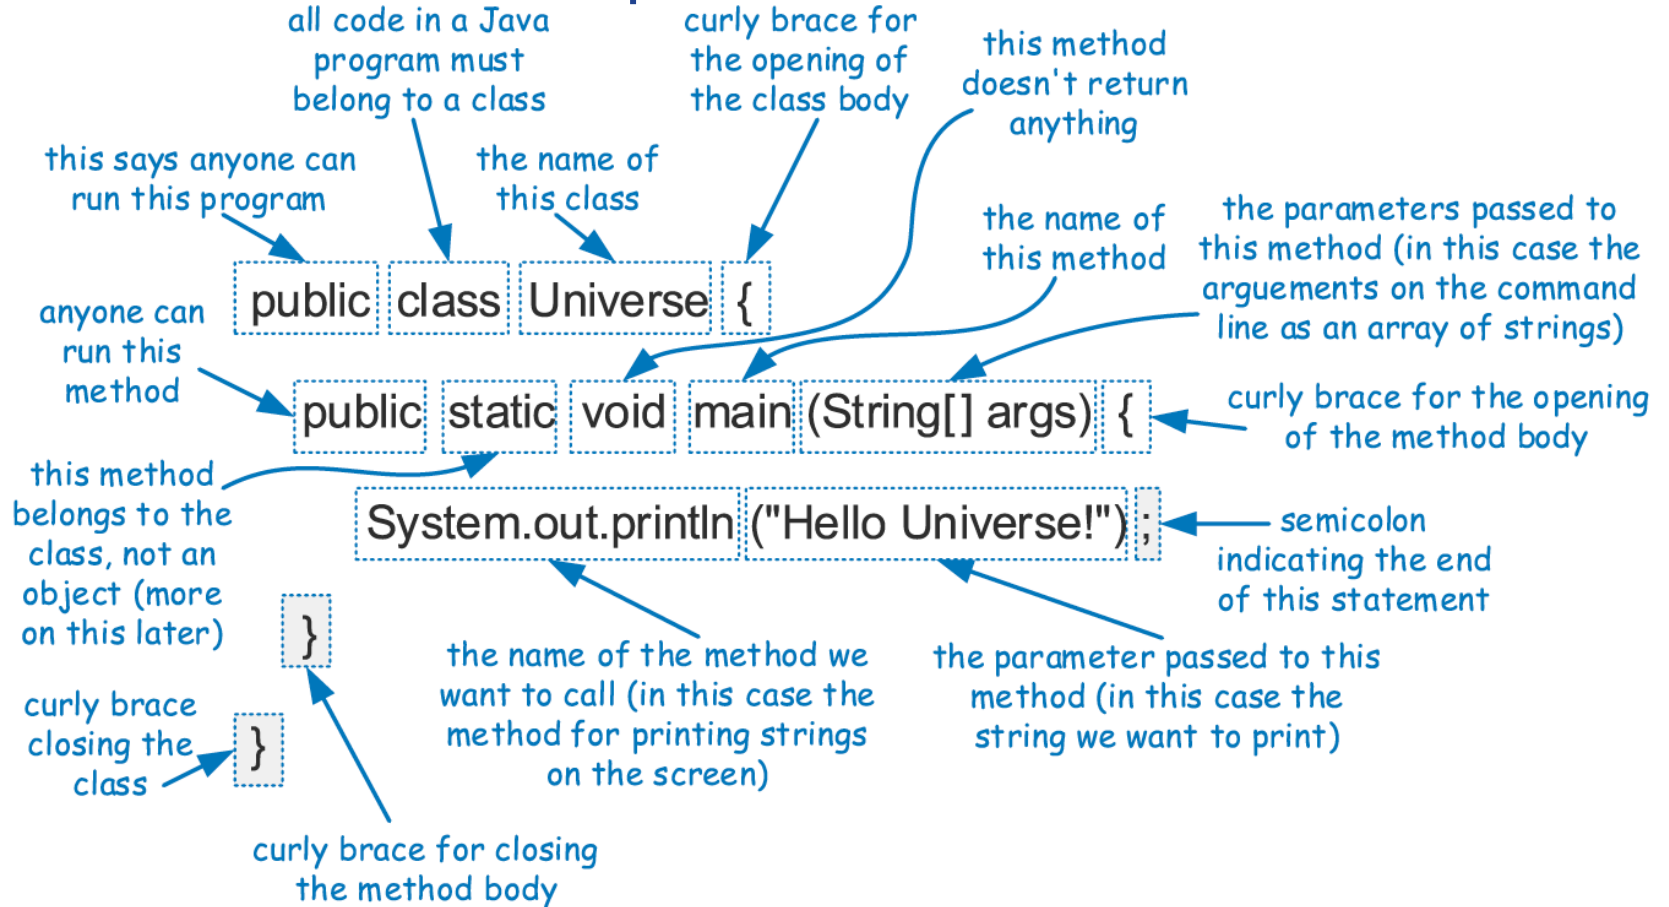 all code in a Java
program must
belong to a class
curly brace for
the opening of
the class body
this method
doesn't return
anything
this says anyone can
run this program
the name of
this class
the name of
this method
the parameters passed to
this method (in this case the
arguements on the command
line as an array of strings)
public class Universe {
anyone can
run this
method
public static void main (String[] args) {
curly brace for the opening
of the method body
this method
belongs to the
class, not an
object (more
on this later)
System.out.println ("Hello Universe!") ;
semicolon
indicating the end
of this statement
}
the name of the method we
want to call (in this case the
method for printing strings
on the screen)
the parameter passed to this
method (in this case the
string we want to print)
curly brace
closing the
class
}
curly brace for closing
the method body